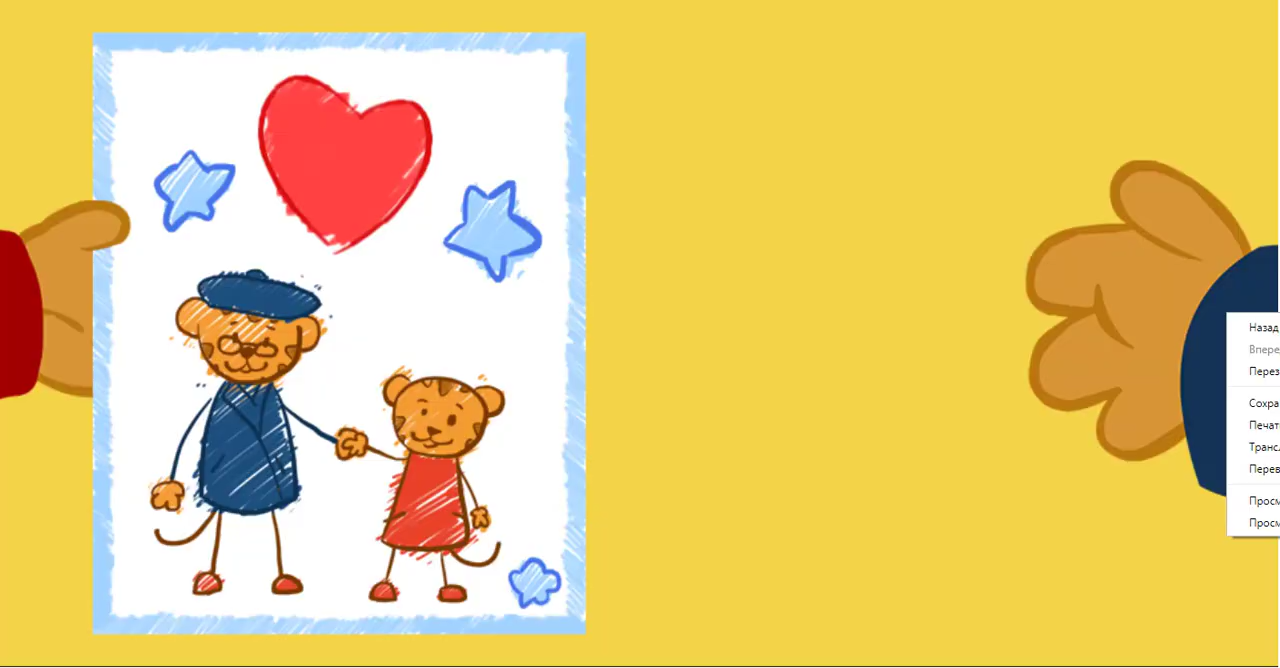 Назад
Впере
Перез
Сохра
Печат
Транс
Перев
Просм
Просм